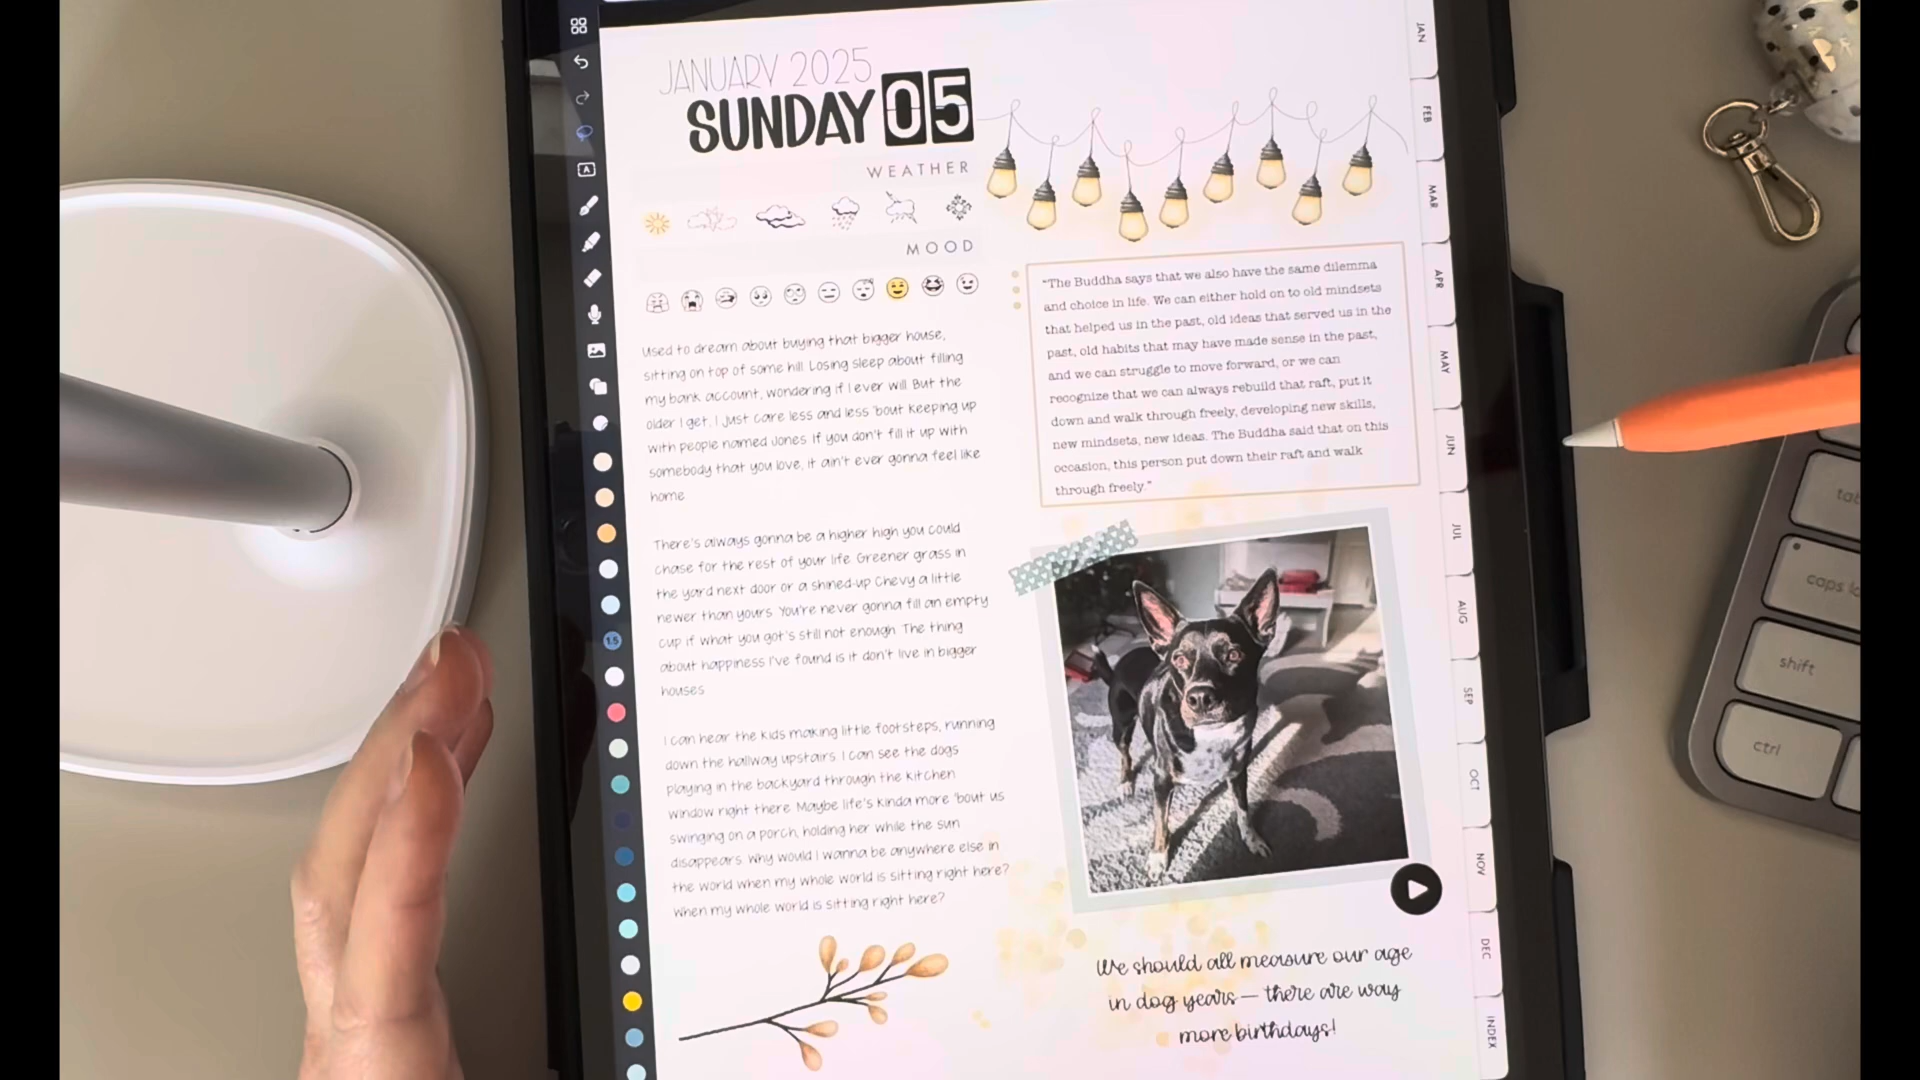 JANUARY 2025
SUNDAY 05
WEATHER
MOOD
Used to dream about buying that bigger house,
sitting on top of some hill. Losing sleep about filling
my bank account, wondering if I ever will. But the
older I get, I just care less and less 'bout keeping up
with people named Jones. If you don't fill it up with
somebody that you love, it ain't ever gonna feel like
home.
There's always gonna be a higher high you could
chase for the rest of your life. Greener grass in
the yard next door or a shined-up Chevy a little
newer than yours. You're never gonna fill an empty
cup if what you got's still not enough. The thing
about happiness I've found is it don't live in bigger
houses
I can hear the kids making little footsteps, running
down the hallway upstairs. I can see the dogs
playing in the backyard through the kitchen
window right there. Maybe life's kinda more 'bout us
swinging on a porch, holding her while the sun
disappears. Why would I wanna be anywhere else in
the world when my whole world is sitting right here?
When my whole world is sitting right here?
"The Buddha says that we also have the same dilemma
and choice in life. We can either hold on to old mindsets
that helped us in the past, old ideas that served us in the
past, old habits that may have made sense in the past,
and we can struggle to move forward, or we can
recognize that we can always rebuild that raft, put it
down and walk through freely, developing new skills,
new mindsets, new ideas. The Buddha said that on this
occasion, this person put down their raft and walk
through freely."
We should all measure our age
in dog years — there are way
more birthdays!
JAN
FEB
MAR
APR
MAY
JUN
JUL
AUG
SEP
OCT
NOV
DEC
INDEX
A
1.5
tab
caps lo
shift
ctrl